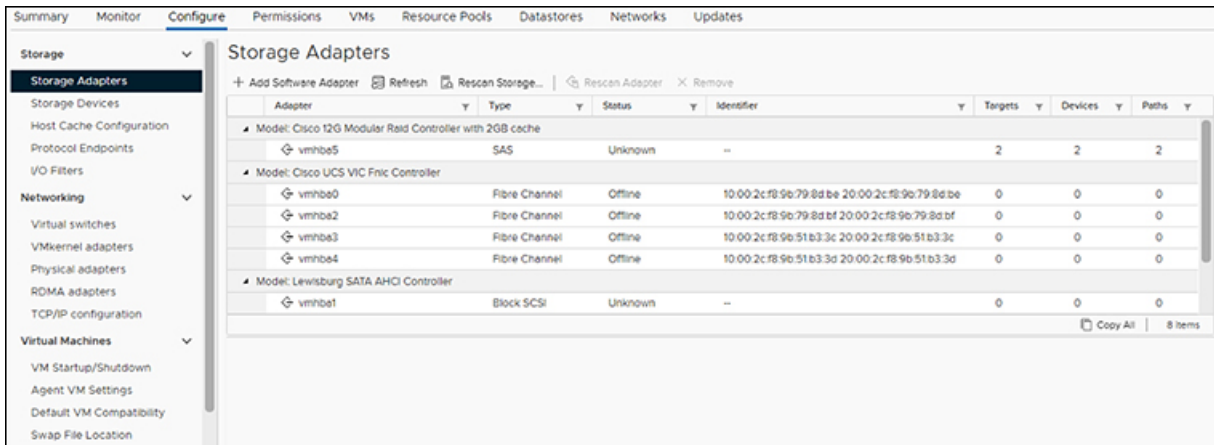 Summary Monitor Configure Permissions VMs Resource Pools Datastores Networks Updates
Storage
Storage Adapters
Storage Devices
Host Cache Configuration
Protocol Endpoints
I/O Filters
Networking
Virtual switches
VMkernel adapters
Physical adapters
RDMA adapters
TCP/IP configuration
Virtual Machines
VM Startup/Shutdown
Agent VM Settings
Default VM Compatibility
Swap File Location
Storage Adapters
+ Add Software Adapter Refresh Rescan Storage... Rescan Adapter × Remove
Adapter Type Status Identifier Targets Devices Paths
Model: Cisco 12G Modular Raid Controller with 2GB cache
vmhba5 SAS Unknown -- 2 2 2
Model: Cisco UCS VIC Fnic Controller
vmhba0 Fibre Channel Offline 10:00:2c:f8:9b:79:8d:be 20:00:2c:f8:9b:79:8d:be 0 0 0
vmhba2 Fibre Channel Offline 10:00:2c:f8:9b:79:8d:bf 20:00:2c:f8:9b:79:8d:bf 0 0 0
vmhba3 Fibre Channel Offline 10:00:2c:f8:9b:51:b3:3c 20:00:2c:f8:9b:51:b3:3c 0 0 0
vmhba4 Fibre Channel Offline 10:00:2c:f8:9b:51:b3:3d 20:00:2c:f8:9b:51:b3:3d 0 0 0
Model: Lewisburg SATA AHCI Controller
vmhba1 Block SCSI Unknown -- 0 0 0
Copy All 8 items